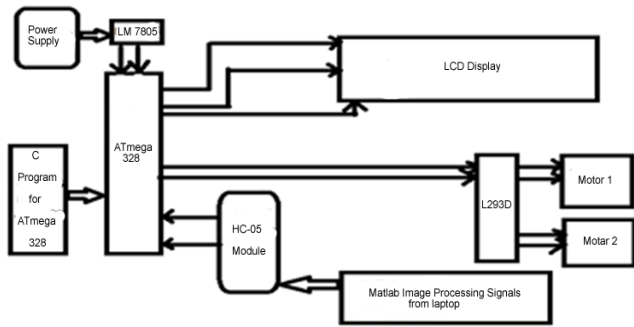 Power
Supply
ILM 7805
LCD Display
ATmega
328
C
Program
for
ATmega
328
L293D
Motor 1
Motar 2
HC-05
Module
Matlab Image Processing Signals
from laptop